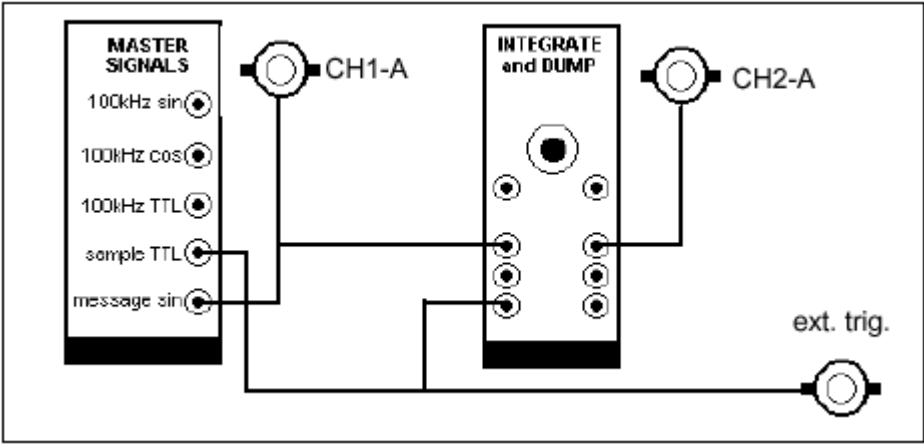 MASTER
SIGNALS
100kHz sin
100kHz cos
100kHz TTL
sample TTL
message sin
CH1-A
INTEGRATE
and DUMP
CH2-A
ext. trig.